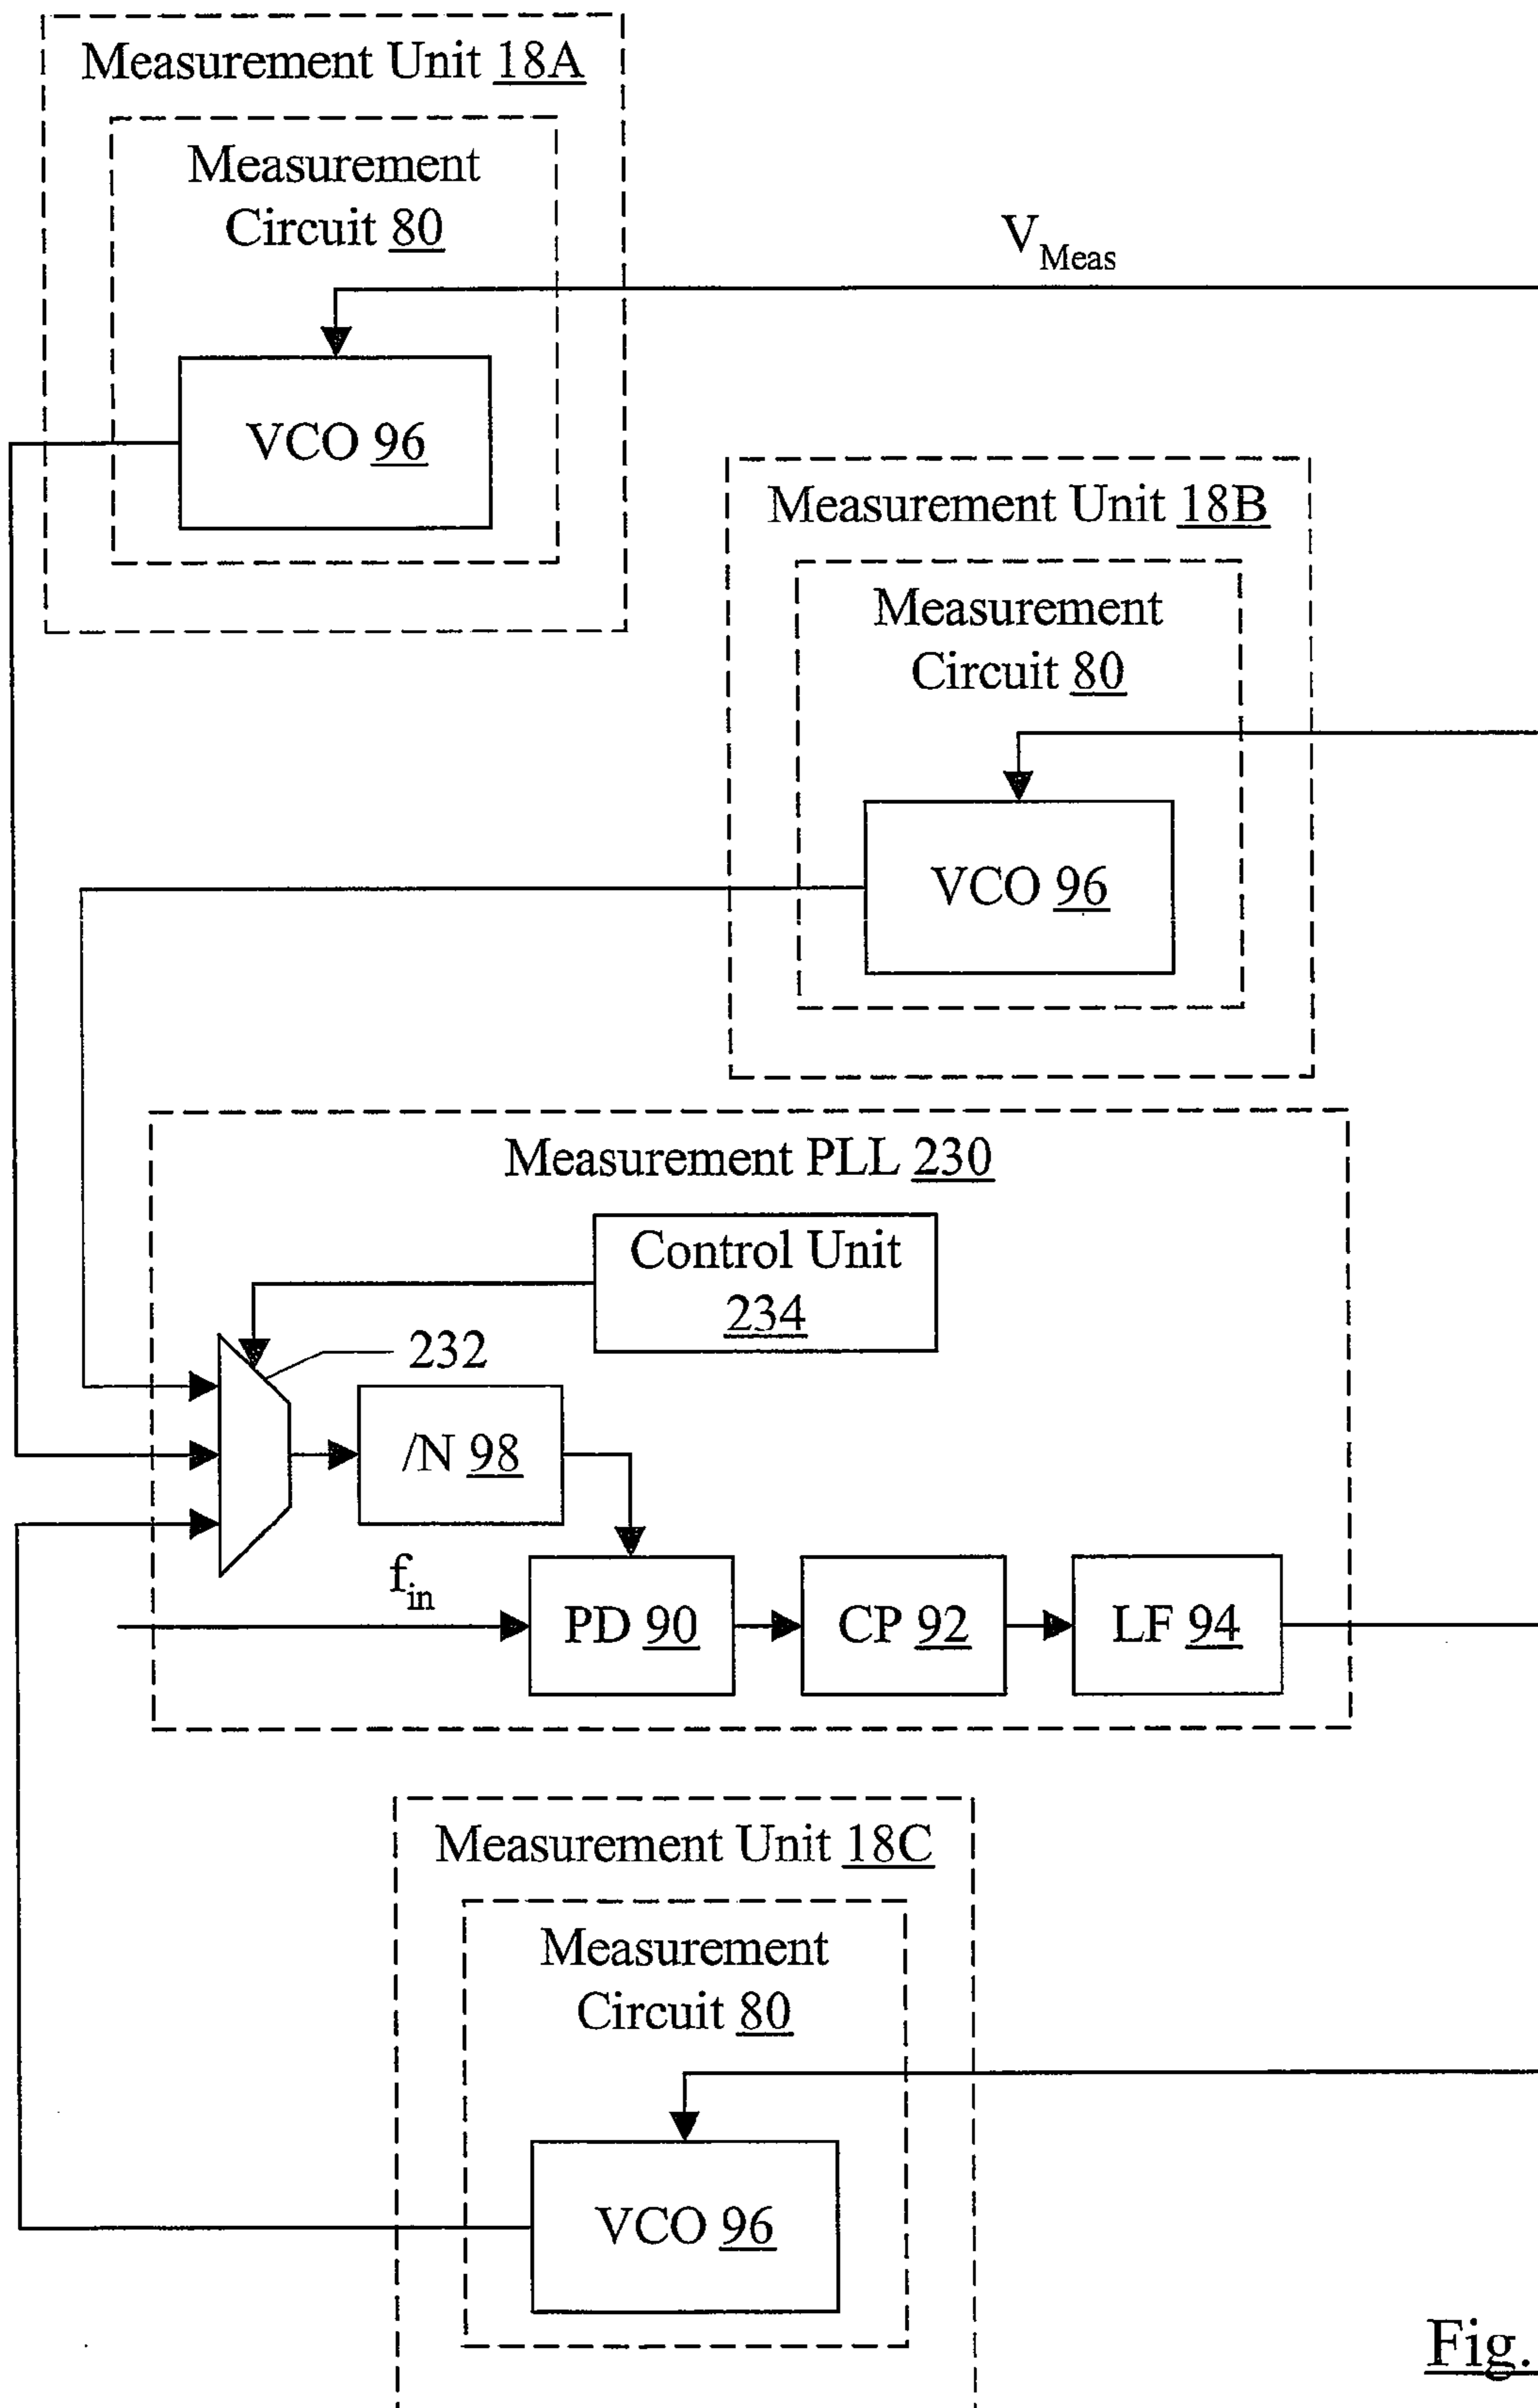 Measurement Unit 18A
Measurement
Circuit 80
V_Meas
VCO 96
Measurement Unit 18B
Measurement
Circuit 80
VCO 96
Measurement PLL 230
Control Unit
234
232
/N 98
f_in
PD 90
CP 92
LF 94
Measurement Unit 18C
Measurement
Circuit 80
VCO 96
Fig.